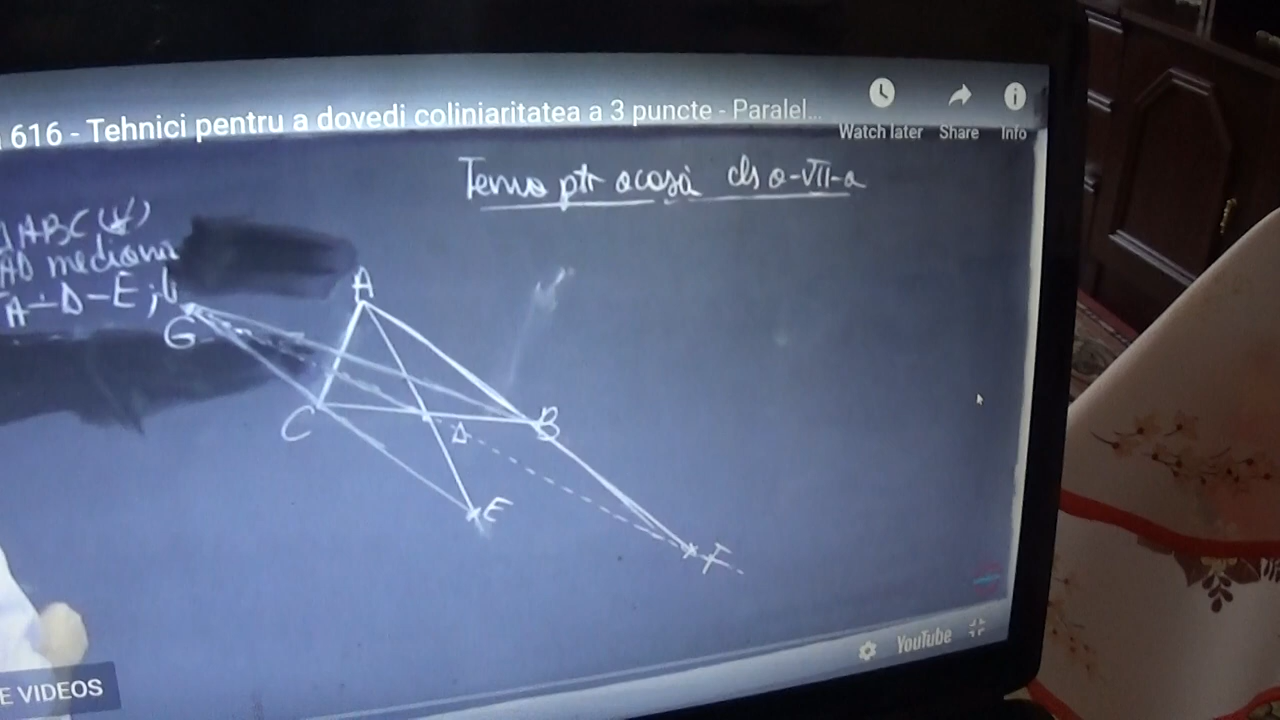 616 - Tehnici pentru a dovedi coliniaritatea a 3 puncte - Paralel...
Watch later Share Info
Tema ptr acasă cls a-VII-a
ABC
AD mediană
A-D-E;
A
G
C
D
B
E
F
YouTube
E VIDEOS